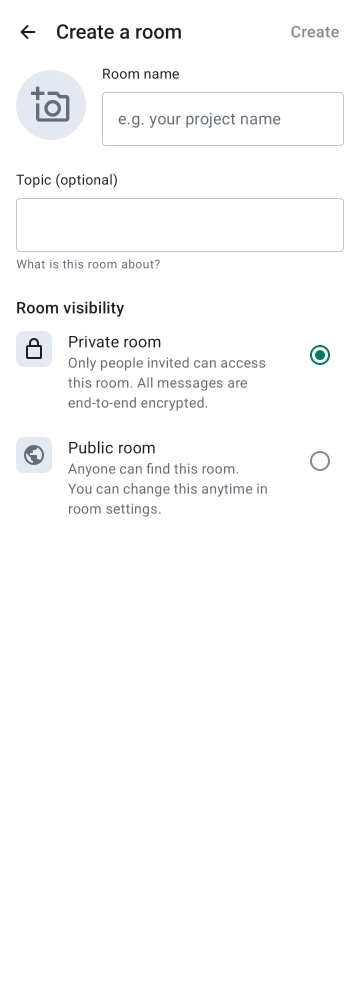 Create a room
Create
Room name
e.g. your project name
Topic (optional)
What is this room about?
Room visibility
Private room
Only people invited can access
this room. All messages are
end-to-end encrypted.
Public room
Anyone can find this room.
You can change this anytime in
room settings.